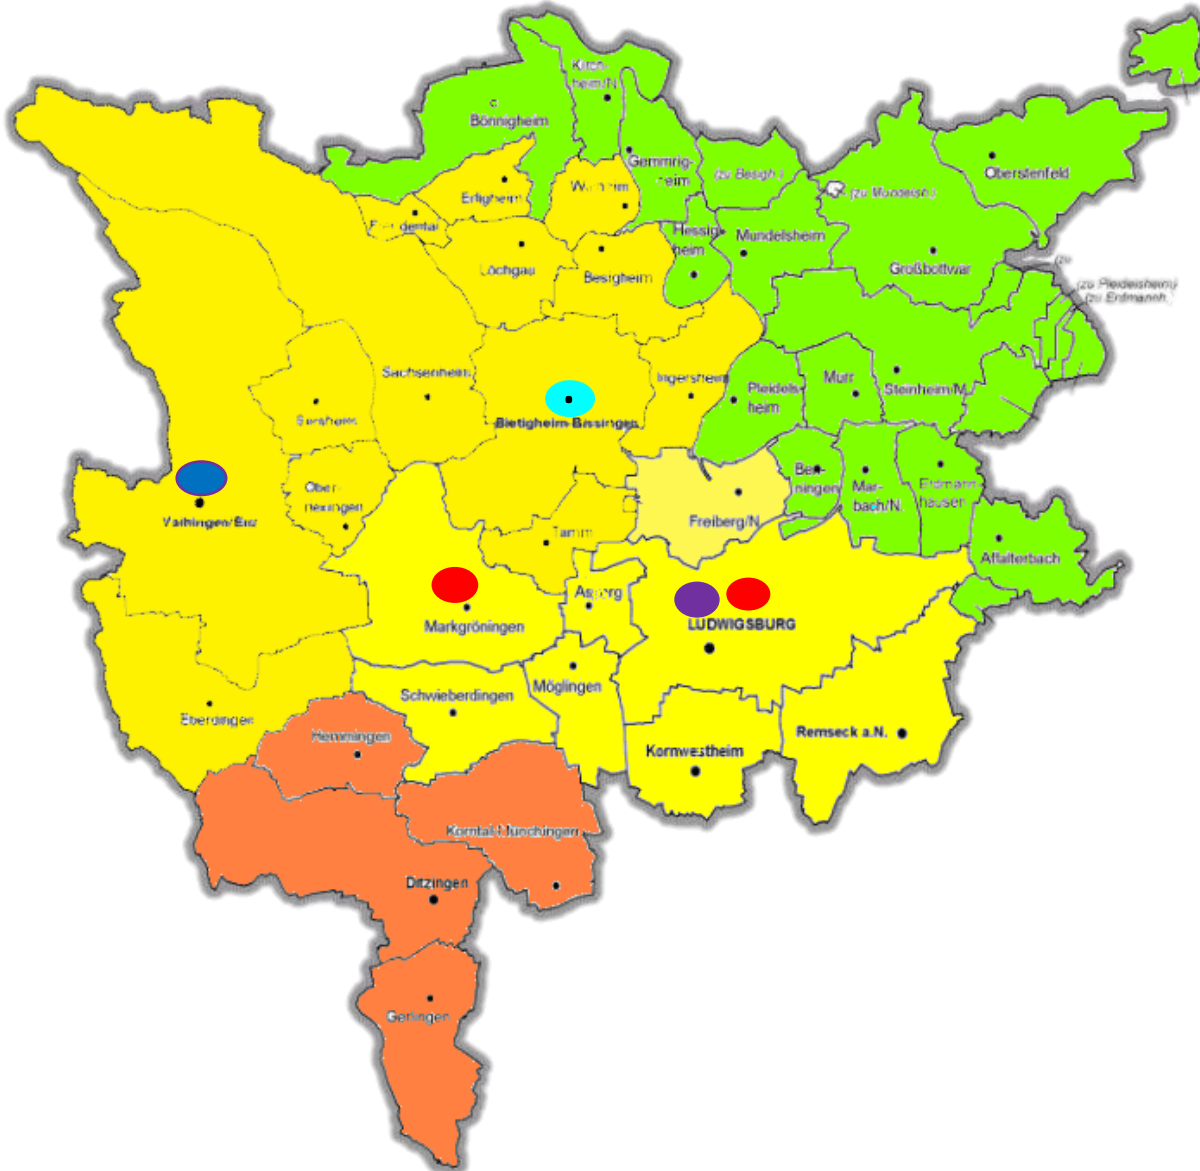 Kirch-
heim/N.
Bönnigheim
Gemmrig-
heim
(zu Besigh.)
Oberstenfeld
Erligheim
(zu Mundelsh.)
Hessig-
heim
Mundelsheim
Löchgau
Besigheim
Großbottwar
(zu
(zu Pleidelsheim)
(zu Erdmannh.)
Sachsenheim
Ingersheim
Pleidels-
heim
Murr
Steinheim/M.
Bietigheim-Bissingen
Sersheim
Ober-
riexingen
Ben-
ningen
Mar-
bach/N.
Erdmann-
hausen
Vaihingen/Enz
Freiberg/N
Tamm
Affalterbach
Asperg
Markgröningen
LUDWIGSBURG
Möglingen
Schwieberdingen
Eberdingen
Hemmingen
Remseck a.N.
Kornwestheim
Korntal-Münchingen
Ditzingen
Gerlingen